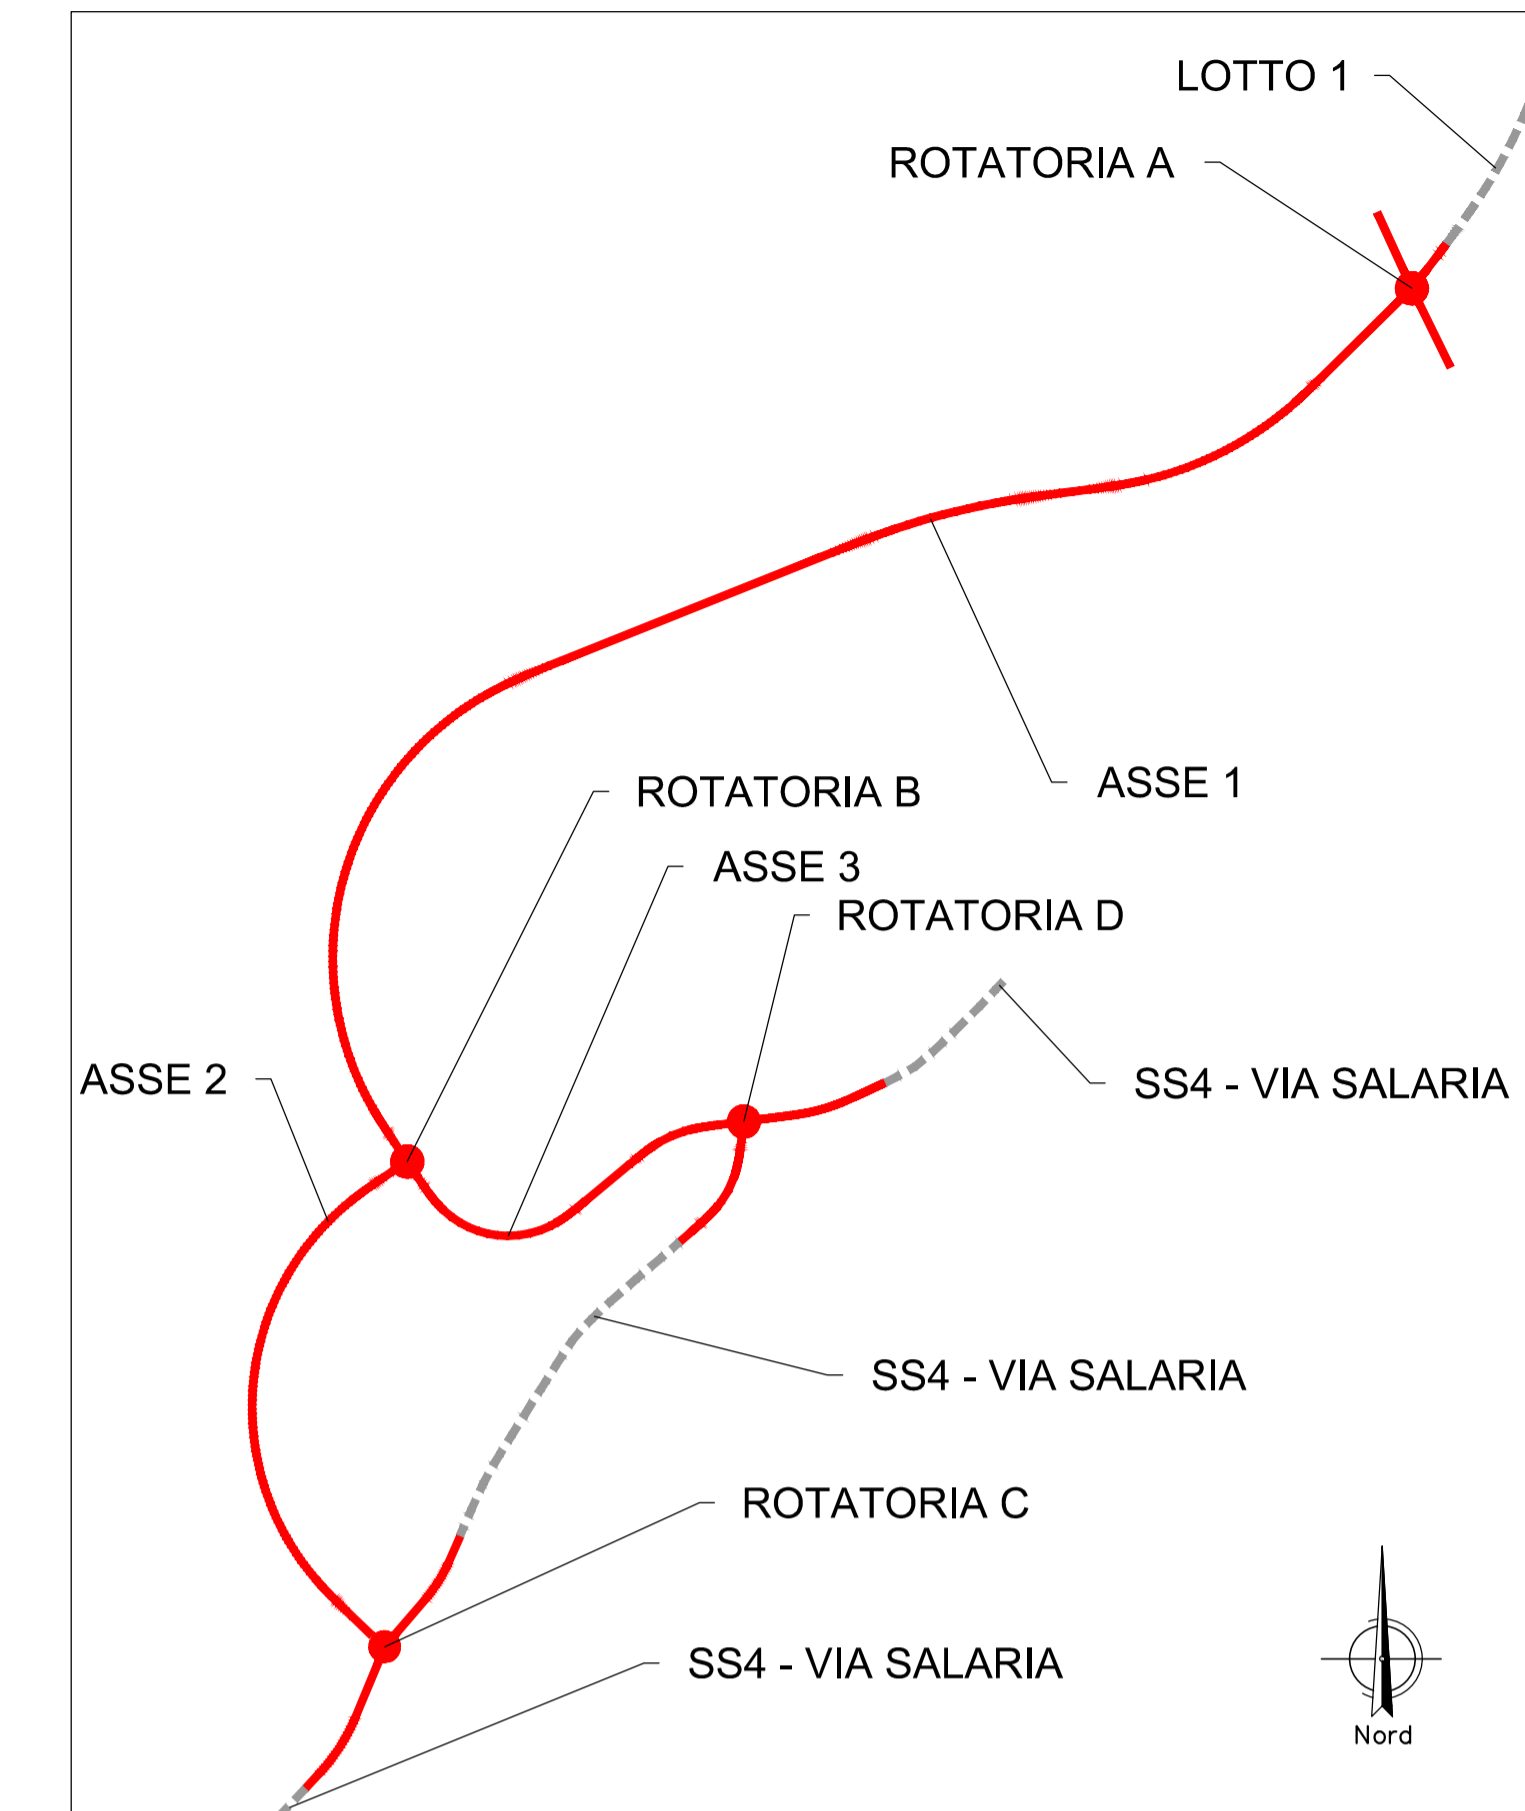 LOTTO 1
ROTATORIA A
ASSE 1
ROTATORIA B
ASSE 3
ROTATORIA D
ASSE 2
SS4 - VIA SALARIA
SS4 - VIA SALARIA
ROTATORIA C
SS4 - VIA SALARIA
Nord